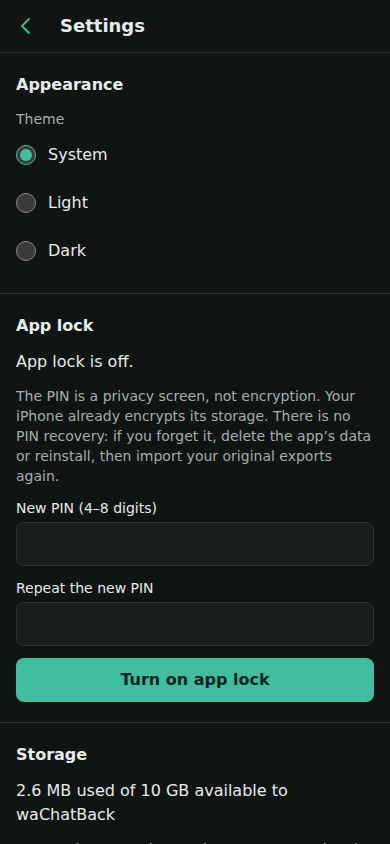 Settings
Appearance
Theme
System
Light
Dark
App lock
App lock is off.
The PIN is a privacy screen, not encryption. Your
iPhone already encrypts its storage. There is no
PIN recovery: if you forget it, delete the app’s data
or reinstall, then import your original exports
again.
New PIN (4–8 digits)
Repeat the new PIN
Turn on app lock
Storage
2.6 MB used of 10 GB available to
waChatBack